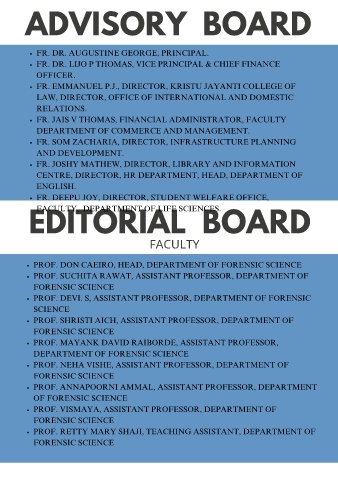 ADVISORY BOARD
• FR. DR. AUGUSTINE GEORGE, PRINCIPAL.
• FR. DR. LIJO P THOMAS, VICE PRINCIPAL & CHIEF FINANCE
OFFICER.
• FR. EMMANUEL P.J., DIRECTOR, KRISTU JAYANTI COLLEGE OF
LAW, DIRECTOR, OFFICE OF INTERNATIONAL AND DOMESTIC
RELATIONS.
• FR. JAIS V THOMAS, FINANCIAL ADMINISTRATOR, FACULTY
DEPARTMENT OF COMMERCE AND MANAGEMENT.
• FR. SOM ZACHARIA, DIRECTOR, INFRASTRUCTURE PLANNING
AND DEVELOPMENT.
• FR. JOSHY MATHEW, DIRECTOR, LIBRARY AND INFORMATION
CENTRE, DIRECTOR, HR DEPARTMENT, HEAD, DEPARTMENT OF
ENGLISH.
• FR. DEEPU JOY, DIRECTOR, STUDENT WELFARE OFFICE,
FACULTY , DEPARTMENT OF LIFE SCIENCES.
EDITORIAL BOARD
FACULTY
• PROF. DON CAEIRO, HEAD, DEPARTMENT OF FORENSIC SCIENCE
• PROF. SUCHITA RAWAT, ASSISTANT PROFESSOR, DEPARTMENT OF
FORENSIC SCIENCE
• PROF. DEVI. S, ASSISTANT PROFESSOR, DEPARTMENT OF FORENSIC
SCIENCE
• PROF. SHRISTI AICH, ASSISTANT PROFESSOR, DEPARTMENT OF
FORENSIC SCIENCE
• PROF. MAYANK DAVID RAIBORDE, ASSISTANT PROFESSOR,
DEPARTMENT OF FORENSIC SCIENCE
• PROF. NEHA VISHE, ASSISTANT PROFESSOR, DEPARTMENT OF
FORENSIC SCIENCE
• PROF. ANNAPOORNI AMMAL, ASSISTANT PROFESSOR, DEPARTMENT
OF FORENSIC SCIENCE
• PROF. VISMAYA, ASSISTANT PROFESSOR, DEPARTMENT OF
FORENSIC SCIENCE
• PROF. RETTY MARY SHAJI, TEACHING ASSISTANT, DEPARTMENT OF
FORENSIC SCIENCE